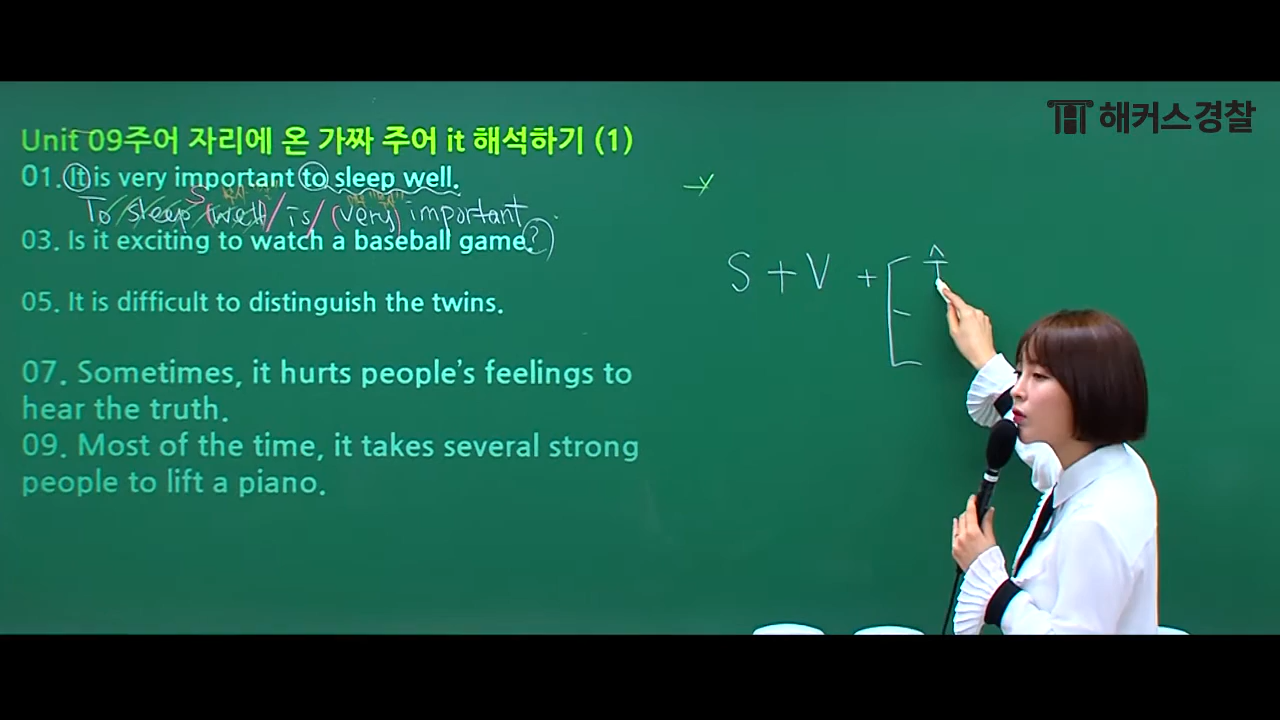 해커스경찰
Unit 09주어 자리에 온 가짜 주어 it 해석하기 (1)
01. It is very important to sleep well.
To sleep (well) / is / (very) important
03. Is it exciting to watch a baseball game.?
05. It is difficult to distinguish the twins.
07. Sometimes, it hurts people’s feelings to
hear the truth.
09. Most of the time, it takes several strong
people to lift a piano.
S + V + [